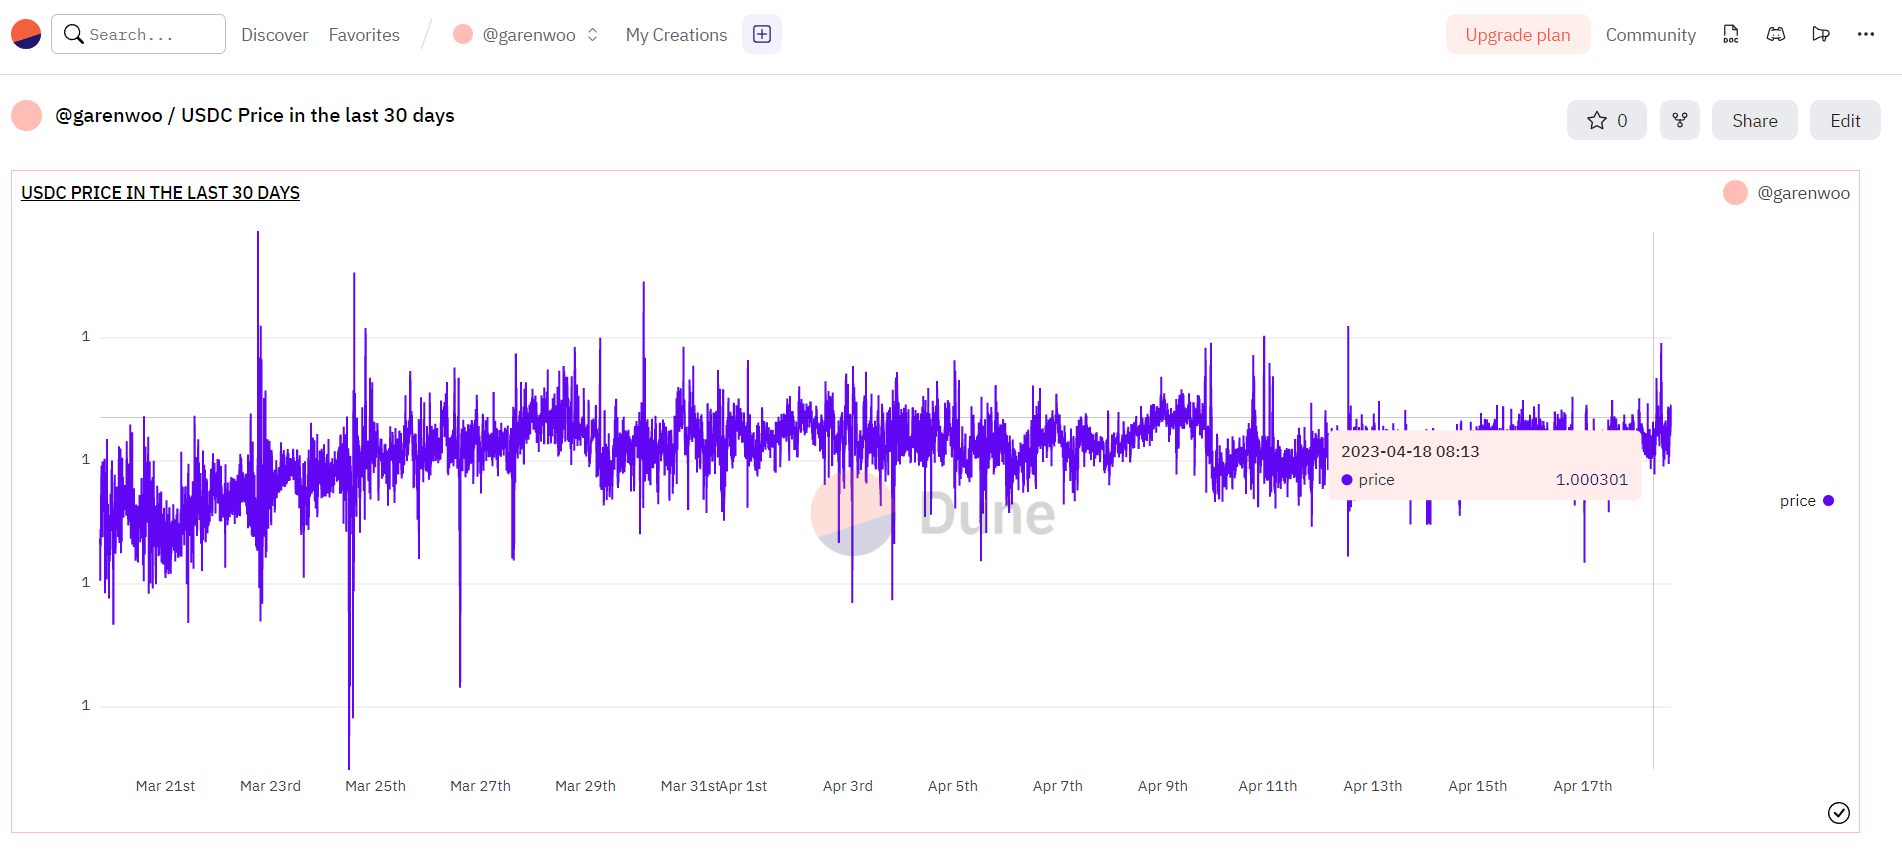 Search... Discover Favorites @garenwoo My Creations Upgrade plan Community DOC
@garenwoo / USDC Price in the last 30 days 0 Share Edit
USDC PRICE IN THE LAST 30 DAYS @garenwoo
1
1
2023-04-18 08:13
price 1.000301
price
Dune
1
1
Mar 21st Mar 23rd Mar 25th Mar 27th Mar 29th Mar 31st Apr 1st Apr 3rd Apr 5th Apr 7th Apr 9th Apr 11th Apr 13th Apr 15th Apr 17th